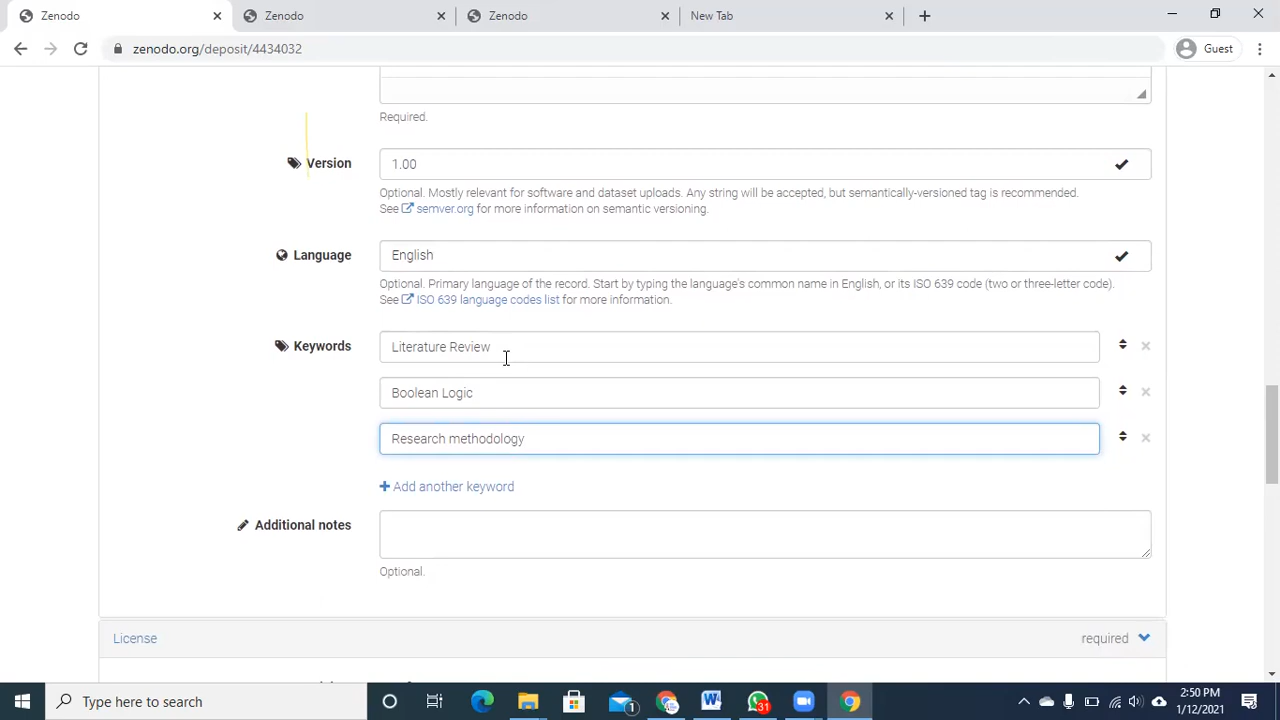 Zenodo
Zenodo
Zenodo
New Tab
zenodo.org/deposit/4434032
Guest
Required.
Version
1.00
Optional. Mostly relevant for software and dataset uploads. Any string will be accepted, but semantically-versioned tag is recommended.
See semver.org for more information on semantic versioning.
Language
English
Optional. Primary language of the record. Start by typing the language's common name in English, or its ISO 639 code (two or three-letter code).
See ISO 639 language codes list for more information.
Keywords
Literature Review
Boolean Logic
Research methodology
Add another keyword
Additional notes
Optional.
License
required
Type here to search
1
31
2:50 PM
1/12/2021